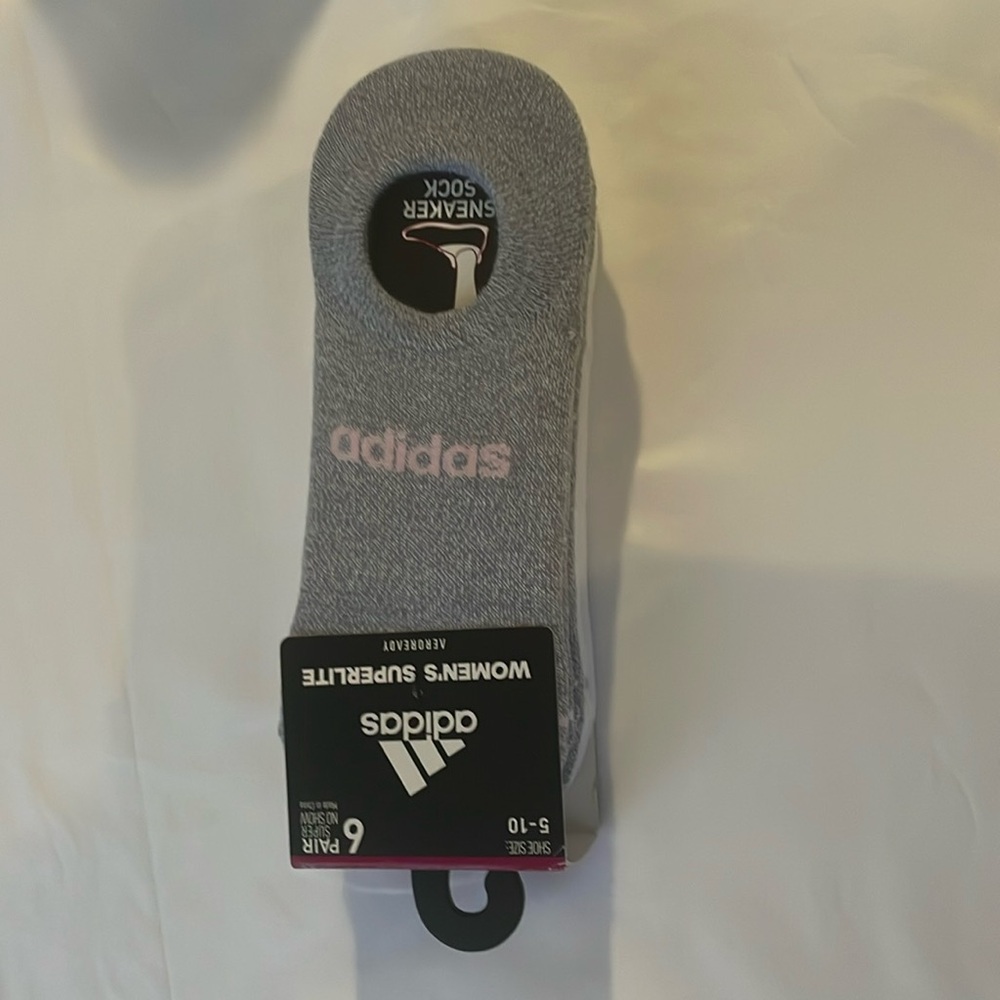 SNEAKER
SOCK
adidas
SHOE SIZE:
5-10
6 PAIR
SUPER
NO SHOW
Made in China
adidas
WOMEN'S SUPERLITE
AEROREADY